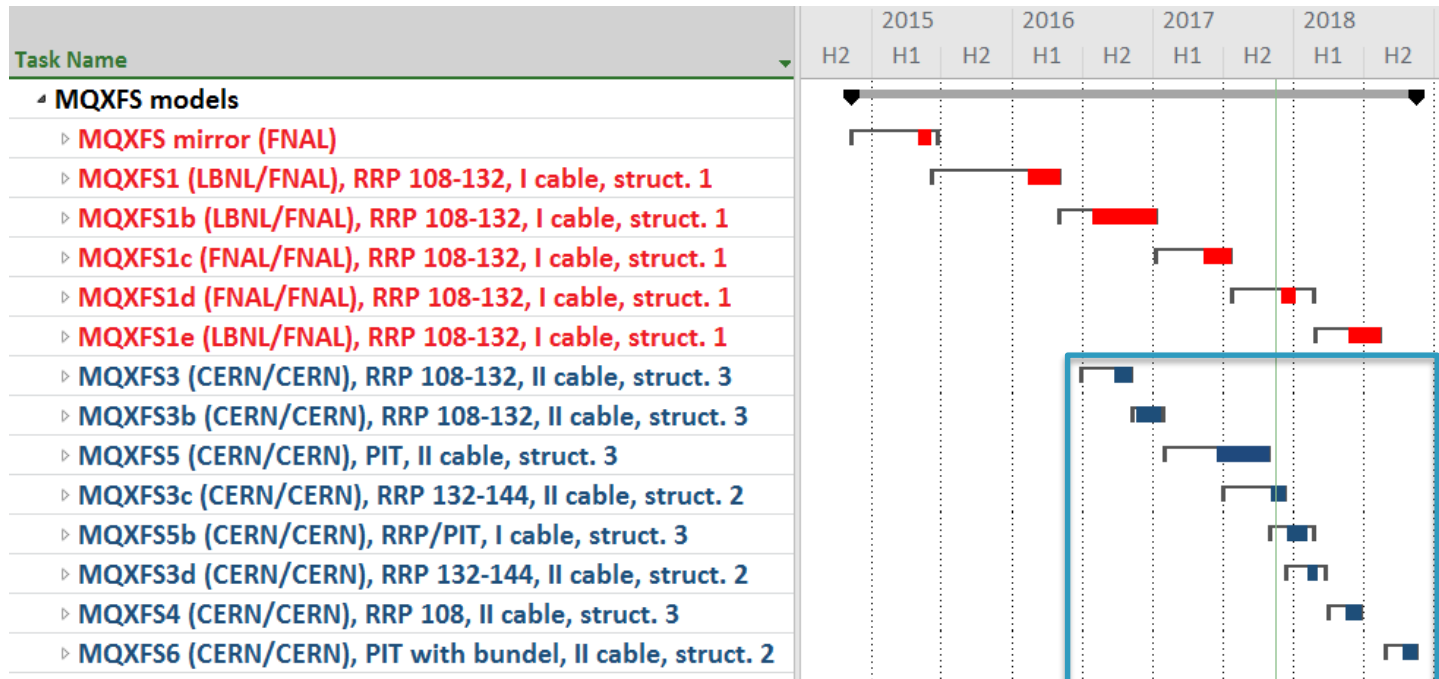 2015 2016 2017 2018
Task Name H2 H1 H2 H1 H2 H1 H2 H1 H2
MQXFS models
MQXFS mirror (FNAL)
MQXFS1 (LBNL/FNAL), RRP 108-132, I cable, struct. 1
MQXFS1b (LBNL/FNAL), RRP 108-132, I cable, struct. 1
MQXFS1c (FNAL/FNAL), RRP 108-132, I cable, struct. 1
MQXFS1d (FNAL/FNAL), RRP 108-132, I cable, struct. 1
MQXFS1e (LBNL/FNAL), RRP 108-132, I cable, struct. 1
MQXFS3 (CERN/CERN), RRP 108-132, II cable, struct. 3
MQXFS3b (CERN/CERN), RRP 108-132, II cable, struct. 3
MQXFS5 (CERN/CERN), PIT, II cable, struct. 3
MQXFS3c (CERN/CERN), RRP 132-144, II cable, struct. 2
MQXFS5b (CERN/CERN), RRP/PIT, I cable, struct. 3
MQXFS3d (CERN/CERN), RRP 132-144, II cable, struct. 2
MQXFS4 (CERN/CERN), RRP 108, II cable, struct. 3
MQXFS6 (CERN/CERN), PIT with bundel, II cable, struct. 2